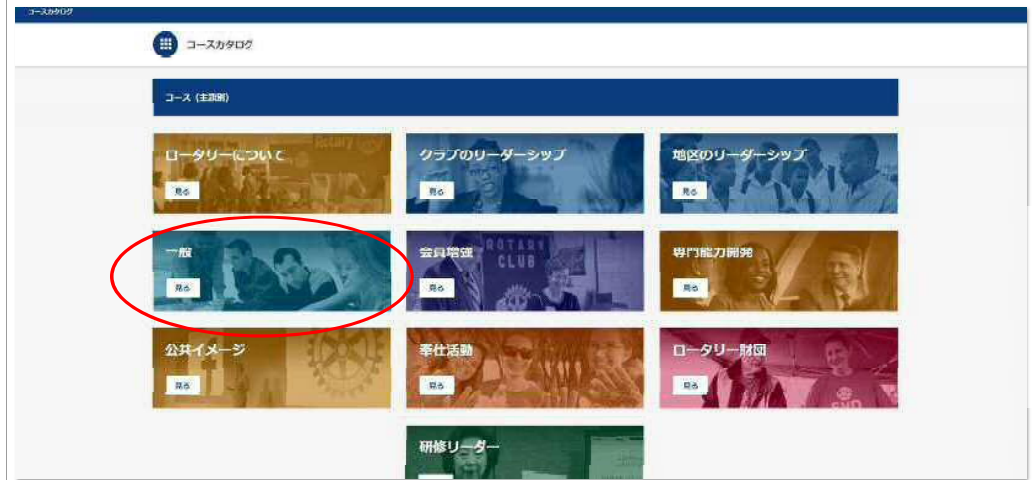 コースカタログ
コースカタログ
コース (主題別)
ロータリーについて
見る
クラブのリーダーシップ
見る
地区のリーダーシップ
見る
一般
見る
会員増強
ROTARY
CLUB
見る
専門能力開発
見る
公共イメージ
見る
奉仕活動
見る
ロータリー財団
見る
研修リーダー